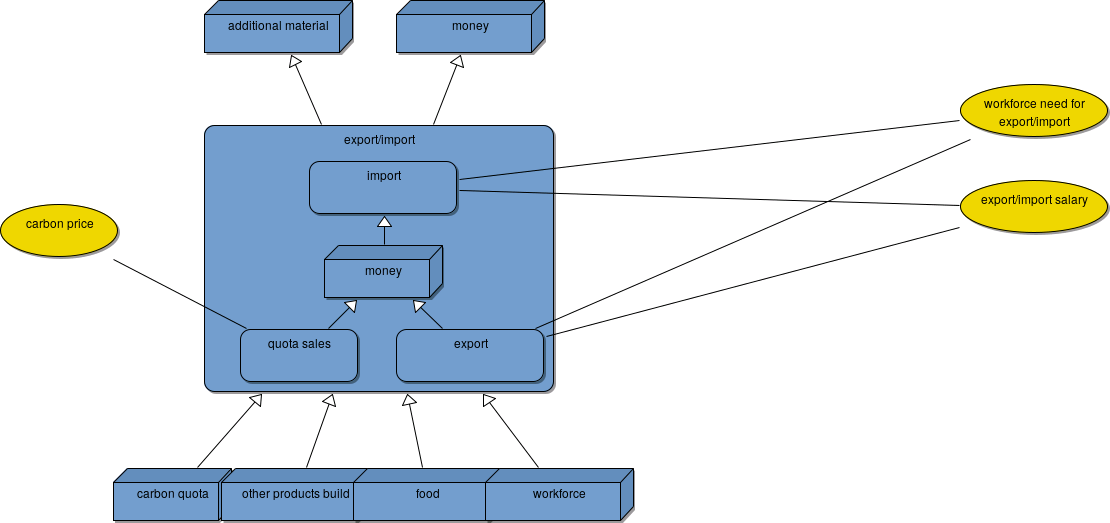 additional material
money
workforce need for
export/import
export/import
import
export/import salary
carbon price
money
quota sales
export
carbon quota
other products build
food
workforce